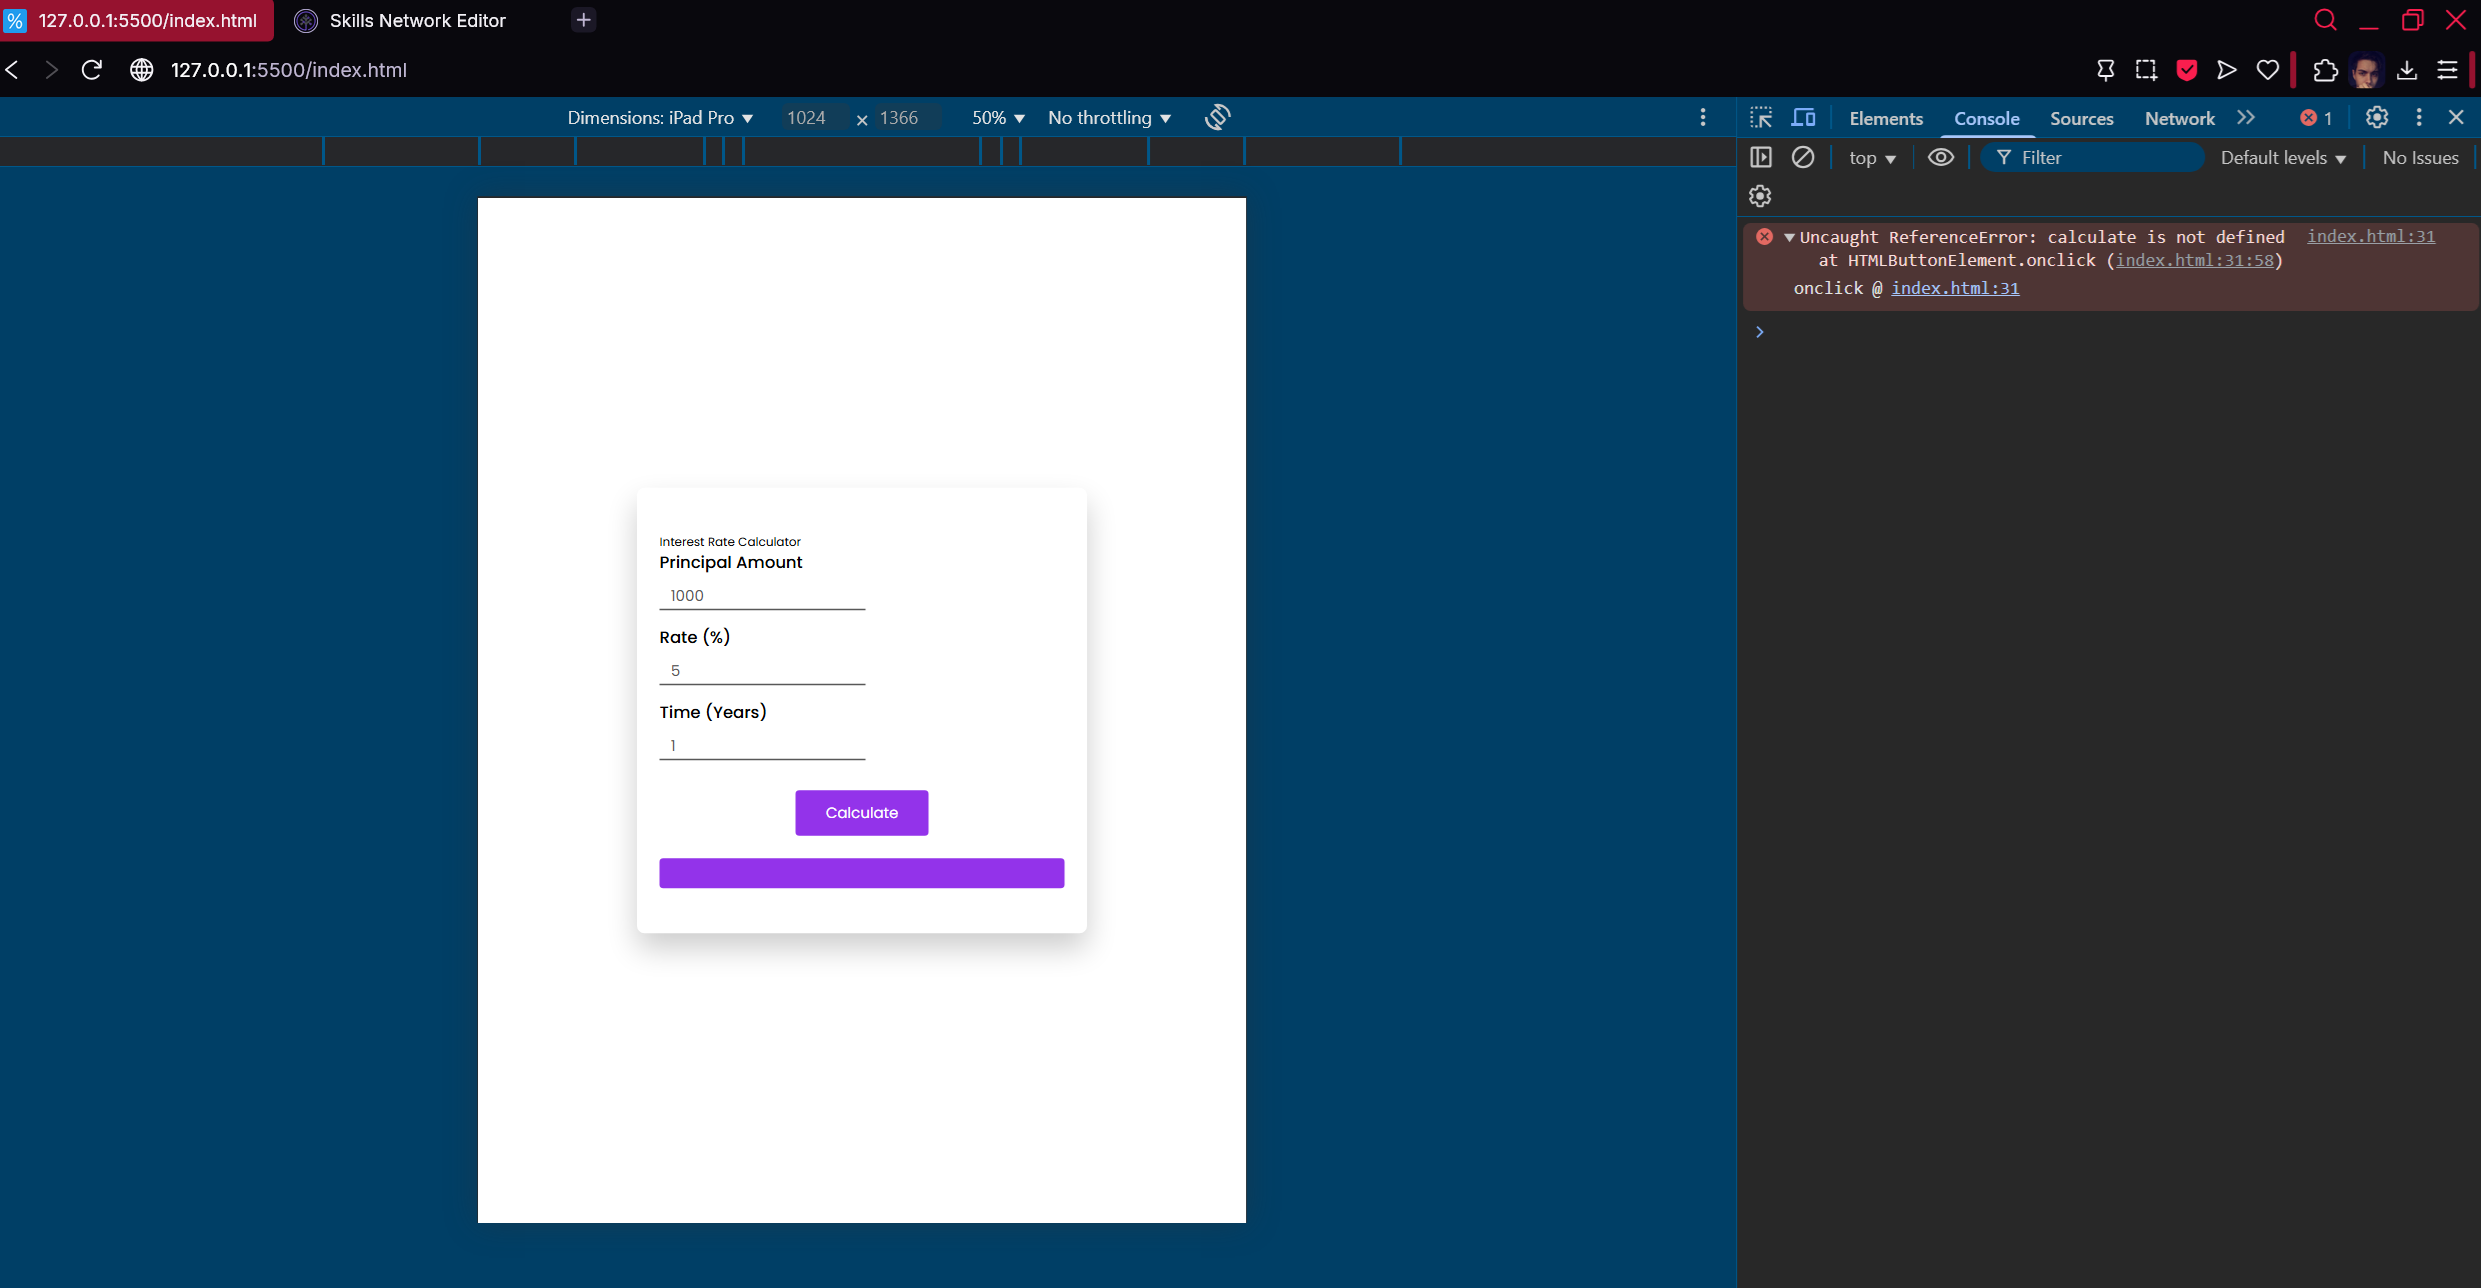 127.0.0.1:5500/index.html
Skills Network Editor
127.0.0.1:5500/index.html
Dimensions: iPad Pro
1024 × 1366
50%
No throttling
Elements
Console
Sources
Network
1
top
Filter
Default levels
No Issues
Uncaught ReferenceError: calculate is not defined index.html:31
at HTMLButtonElement.onclick (index.html:31:58)
onclick @ index.html:31
Interest Rate Calculator
Principal Amount
1000
Rate (%)
5
Time (Years)
1
Calculate